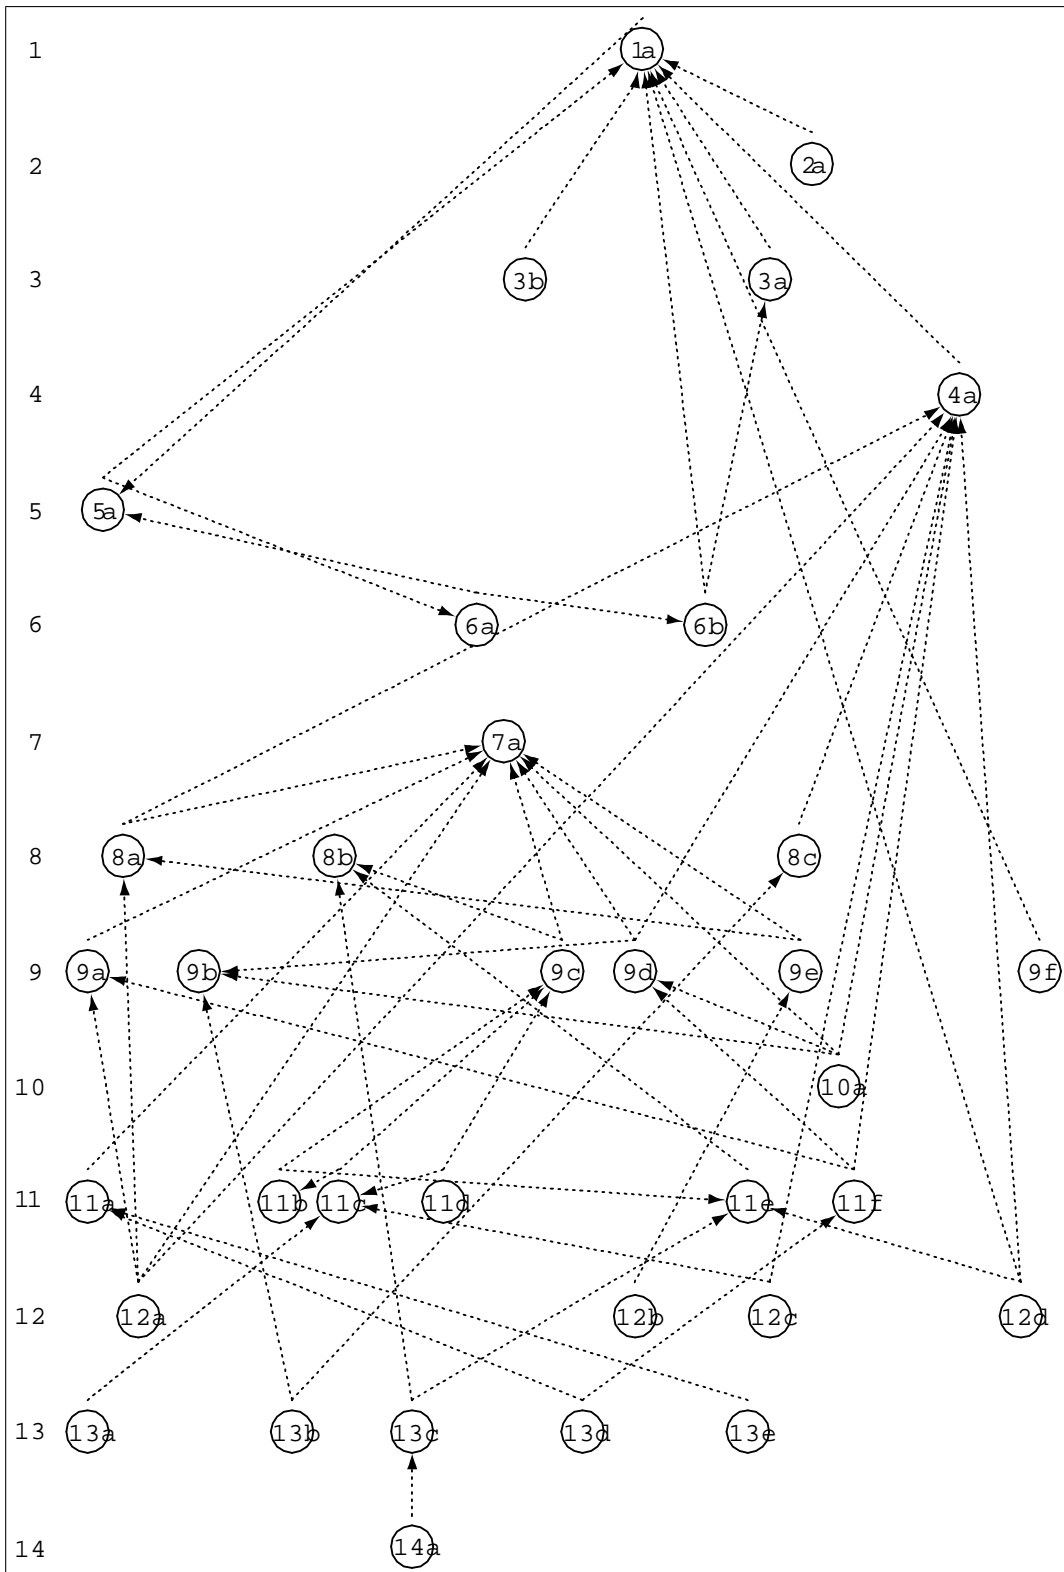 1 1a
2 2a
3 3b 3a
4 4a
5 5a
6 6a 6b
7 7a
8 8a 8b 8c
9 9a 9b 9c 9d 9e 9f
10 10a
11 11a 11b 11c 11d 11e 11f
12 12a 12b 12c 12d
13 13a 13b 13c 13d 13e
14 14a